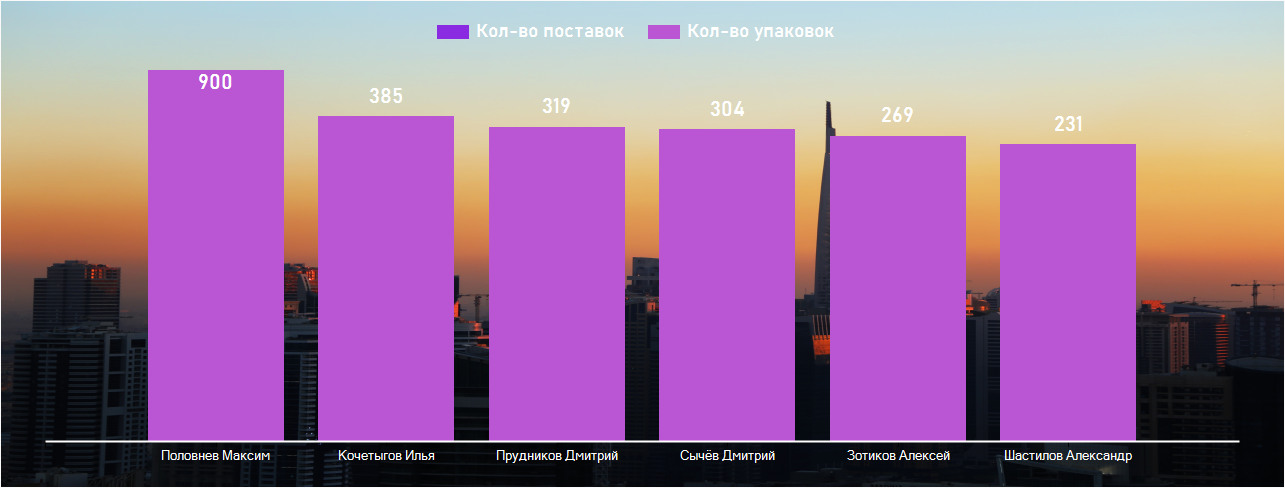 Кол-во поставок Кол-во упаковок
900 385 319 304 269 231
Половнев Максим Кочетыгов Илья Прудников Дмитрий Сычёв Дмитрий Зотиков Алексей Шастилов Александр